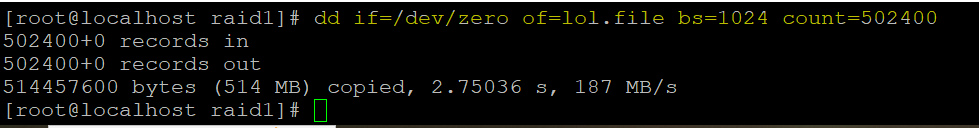 [root@localhost raid1]# dd if=/dev/zero of=lol.file bs=1024 count=502400
502400+0 records in
502400+0 records out
514457600 bytes (514 MB) copied, 2.75036 s, 187 MB/s
[root@localhost raid1]#